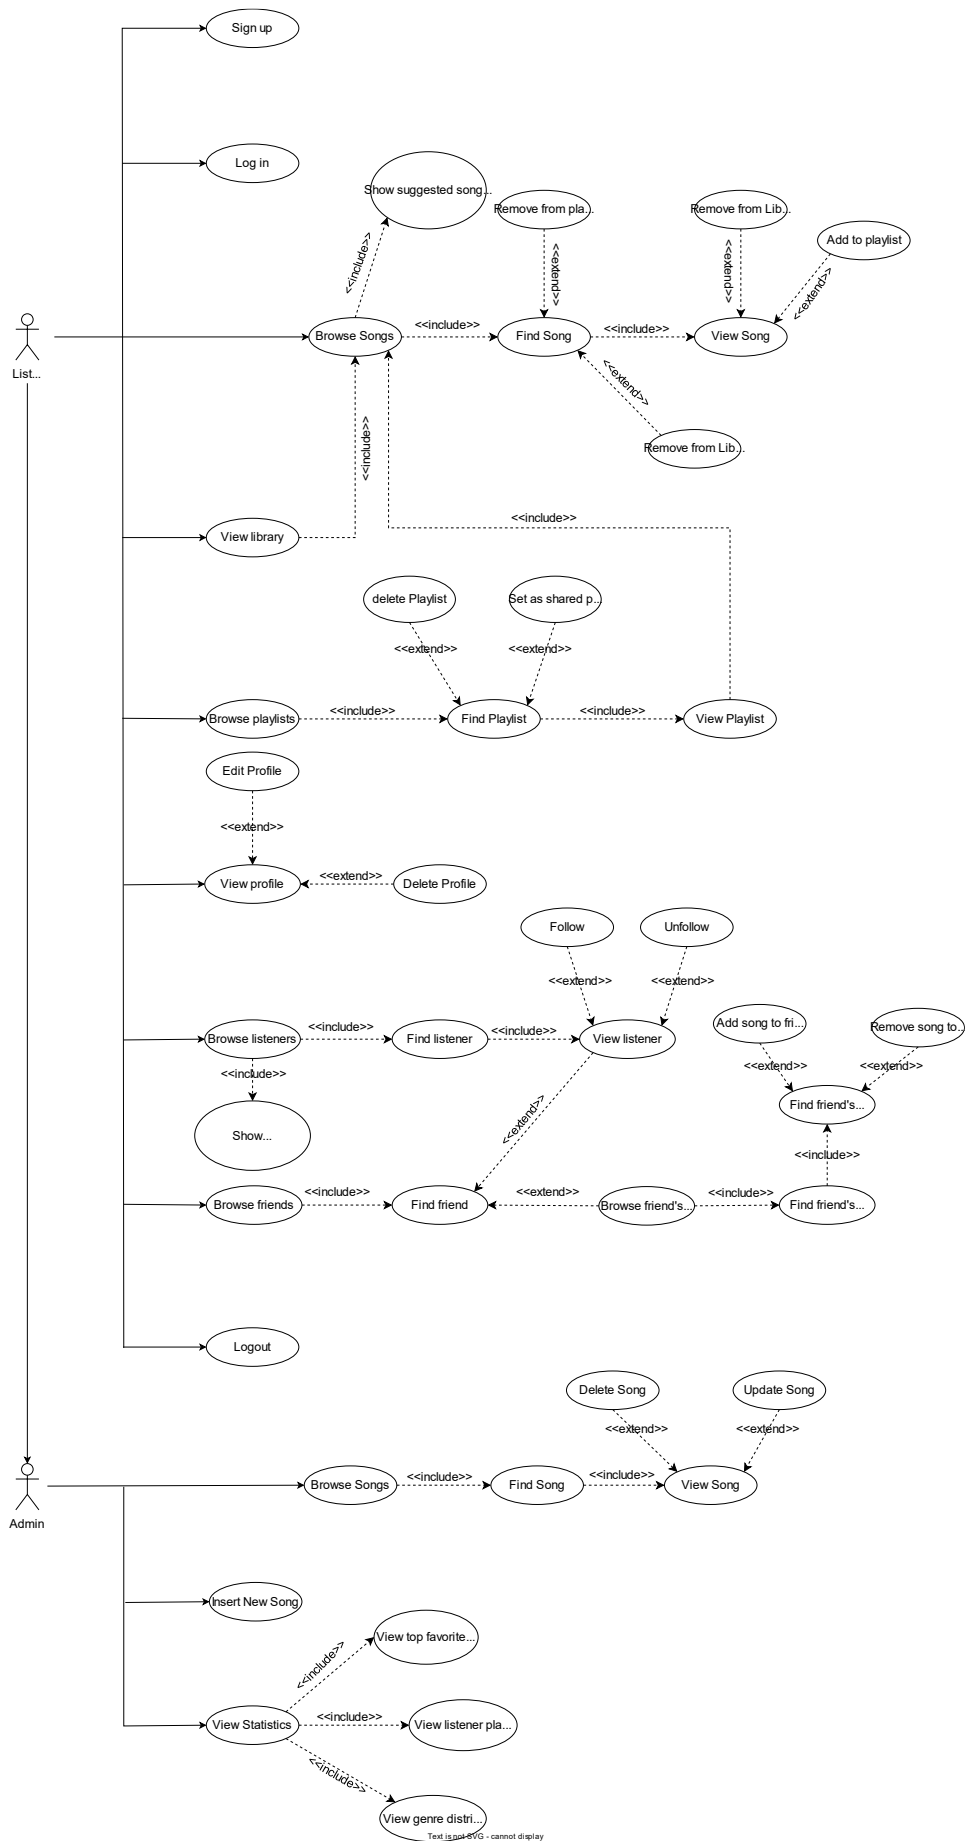 Sign up
Log in
Show suggested song...
Remove from pla...
Remove from Lib...
Add to playlist
<<include>>
<<extend>>
<<extend>>
<<extend>>
List...
Browse Songs
<<include>>
Find Song
<<include>>
View Song
<<extend>>
Remove from Lib...
<<include>>
<<include>>
View library
delete Playlist
Set as shared p...
<<extend>>
<<extend>>
Browse playlists
<<include>>
Find Playlist
<<include>>
View Playlist
Edit Profile
<<extend>>
View profile
<<extend>>
Delete Profile
Follow
Unfollow
<<extend>>
<<extend>>
Add song to fri...
Remove song to...
Browse listeners
<<include>>
Find listener
<<include>>
View listener
<<extend>>
<<extend>>
<<include>>
Find friend's...
Show...
<<extend>>
<<include>>
Browse friends
<<include>>
Find friend
<<extend>>
Browse friend's...
<<include>>
Find friend's...
Logout
Delete Song
Update Song
<<extend>>
<<extend>>
Admin
Browse Songs
<<include>>
Find Song
<<include>>
View Song
Insert New Song
View top favorite...
<<include>>
View Statistics
<<include>>
View listener pla...
<<include>>
View genre distri...
Text is not SVG - cannot display